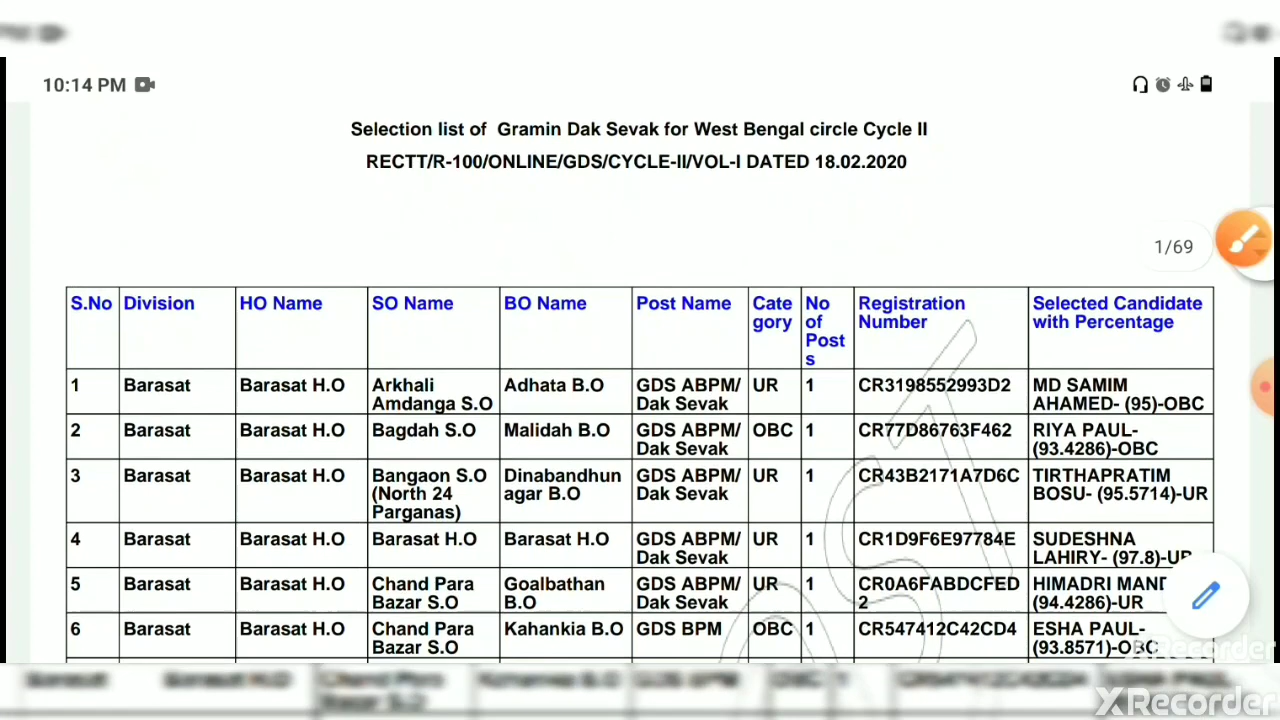 10:14 PM
Selection list of Gramin Dak Sevak for West Bengal circle Cycle II
RECTT/R-100/ONLINE/GDS/CYCLE-II/VOL-I DATED 18.02.2020
1/69
S.No Division HO Name SO Name BO Name Post Name Cate gory No of Post s Registration Number Selected Candidate with Percentage
1 Barasat Barasat H.O Arkhali Amdanga S.O Adhata B.O GDS ABPM/ Dak Sevak UR 1 CR3198552993D2 MD SAMIM AHAMED- (95)-OBC
2 Barasat Barasat H.O Bagdah S.O Malidah B.O GDS ABPM/ Dak Sevak OBC 1 CR77D86763F462 RIYA PAUL- (93.4286)-OBC
3 Barasat Barasat H.O Bangaon S.O (North 24 Parganas) Dinabandhun agar B.O GDS ABPM/ Dak Sevak UR 1 CR43B2171A7D6C TIRTHAPRATIM BOSU- (95.5714)-UR
4 Barasat Barasat H.O Barasat H.O Barasat H.O GDS ABPM/ Dak Sevak UR 1 CR1D9F6E97784E SUDESHNA LAHIRY- (97.8)-UR
5 Barasat Barasat H.O Chand Para Bazar S.O Goalbathan B.O GDS ABPM/ Dak Sevak UR 1 CR0A6FABDCFED 2 HIMADRI (94.4286)-UR
6 Barasat Barasat H.O Chand Para Bazar S.O Kahankia B.O GDS BPM OBC 1 CR547412C42CD4 ESHA PAUL- (93.8571)-OBC
XRecorder